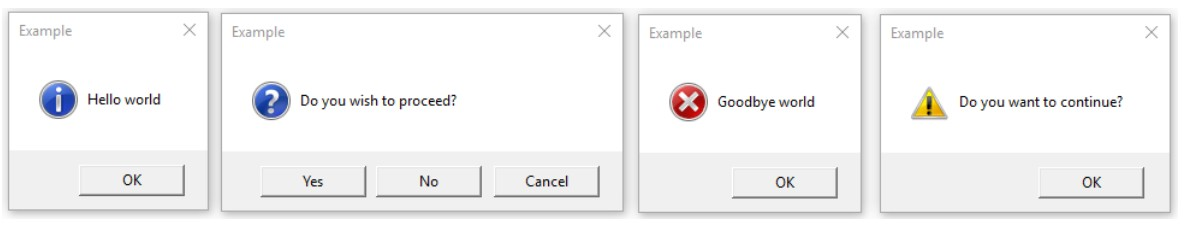 Example
Hello world
OK
Example
Do you wish to proceed?
Yes No Cancel
Example
Goodbye world
OK
Example
Do you want to continue?
OK